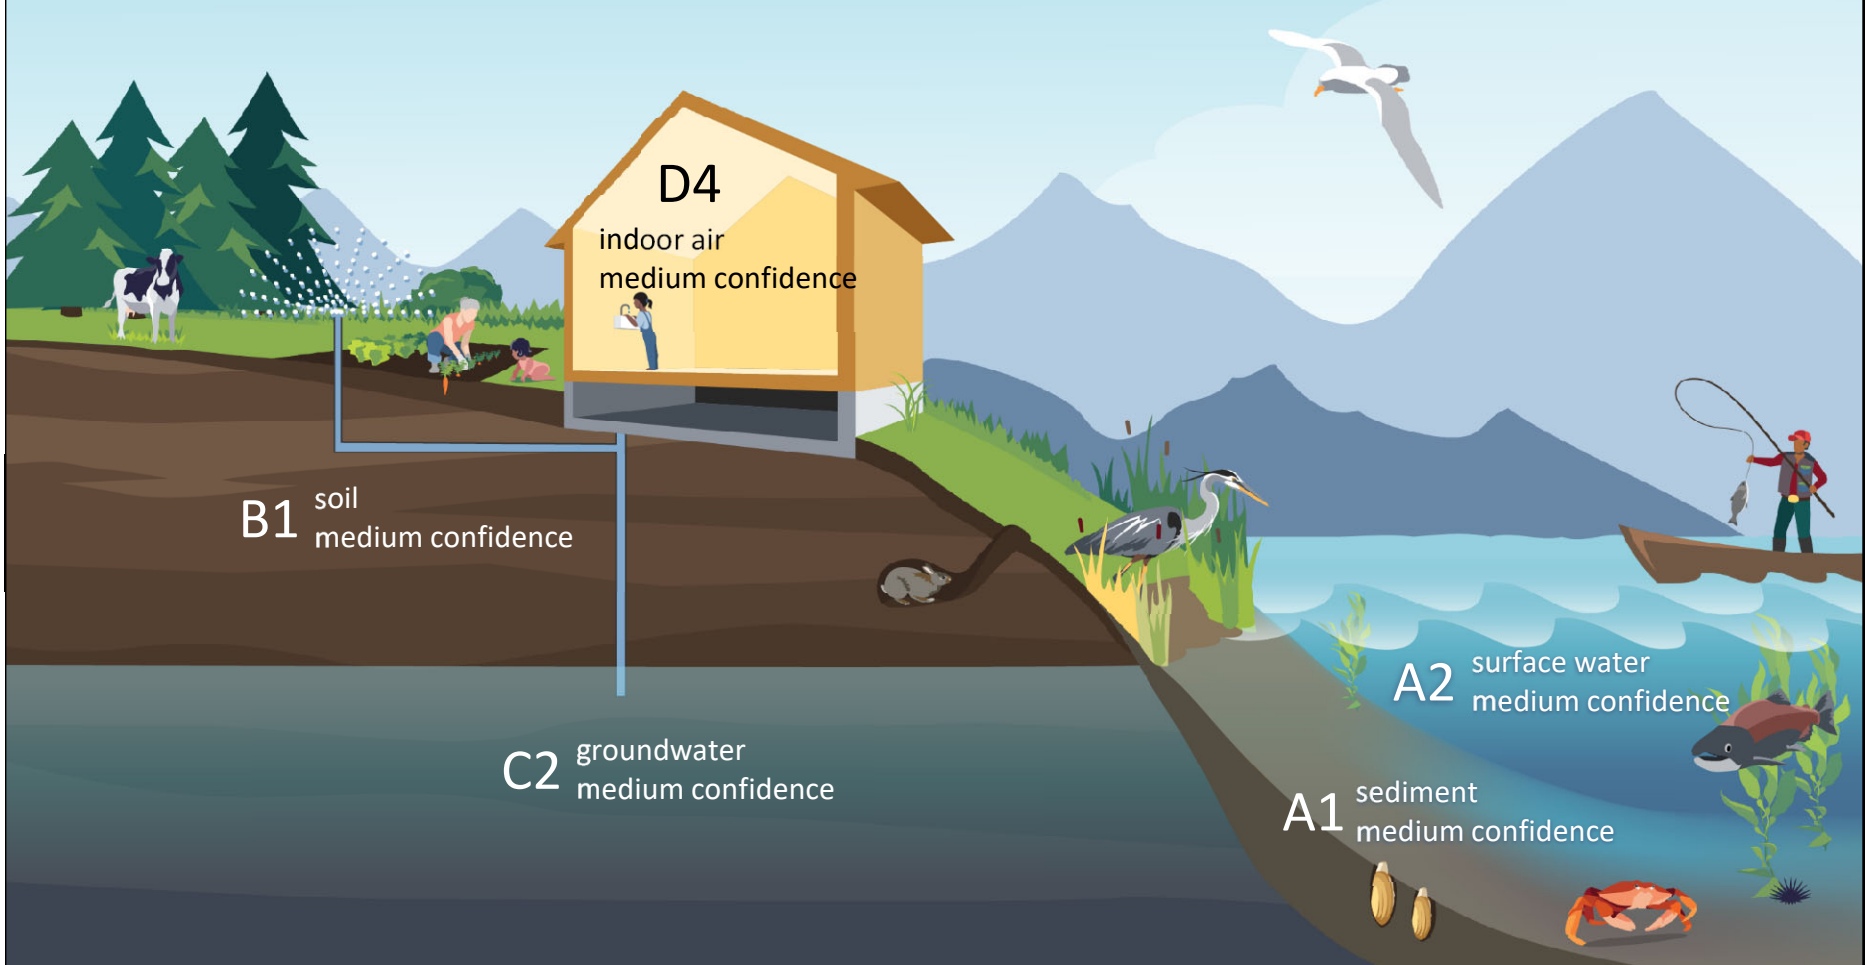 D4
indoor air
medium confidence
B1
soil
medium confidence
A2
surface water
medium confidence
C2
groundwater
medium confidence
A1
sediment
medium confidence